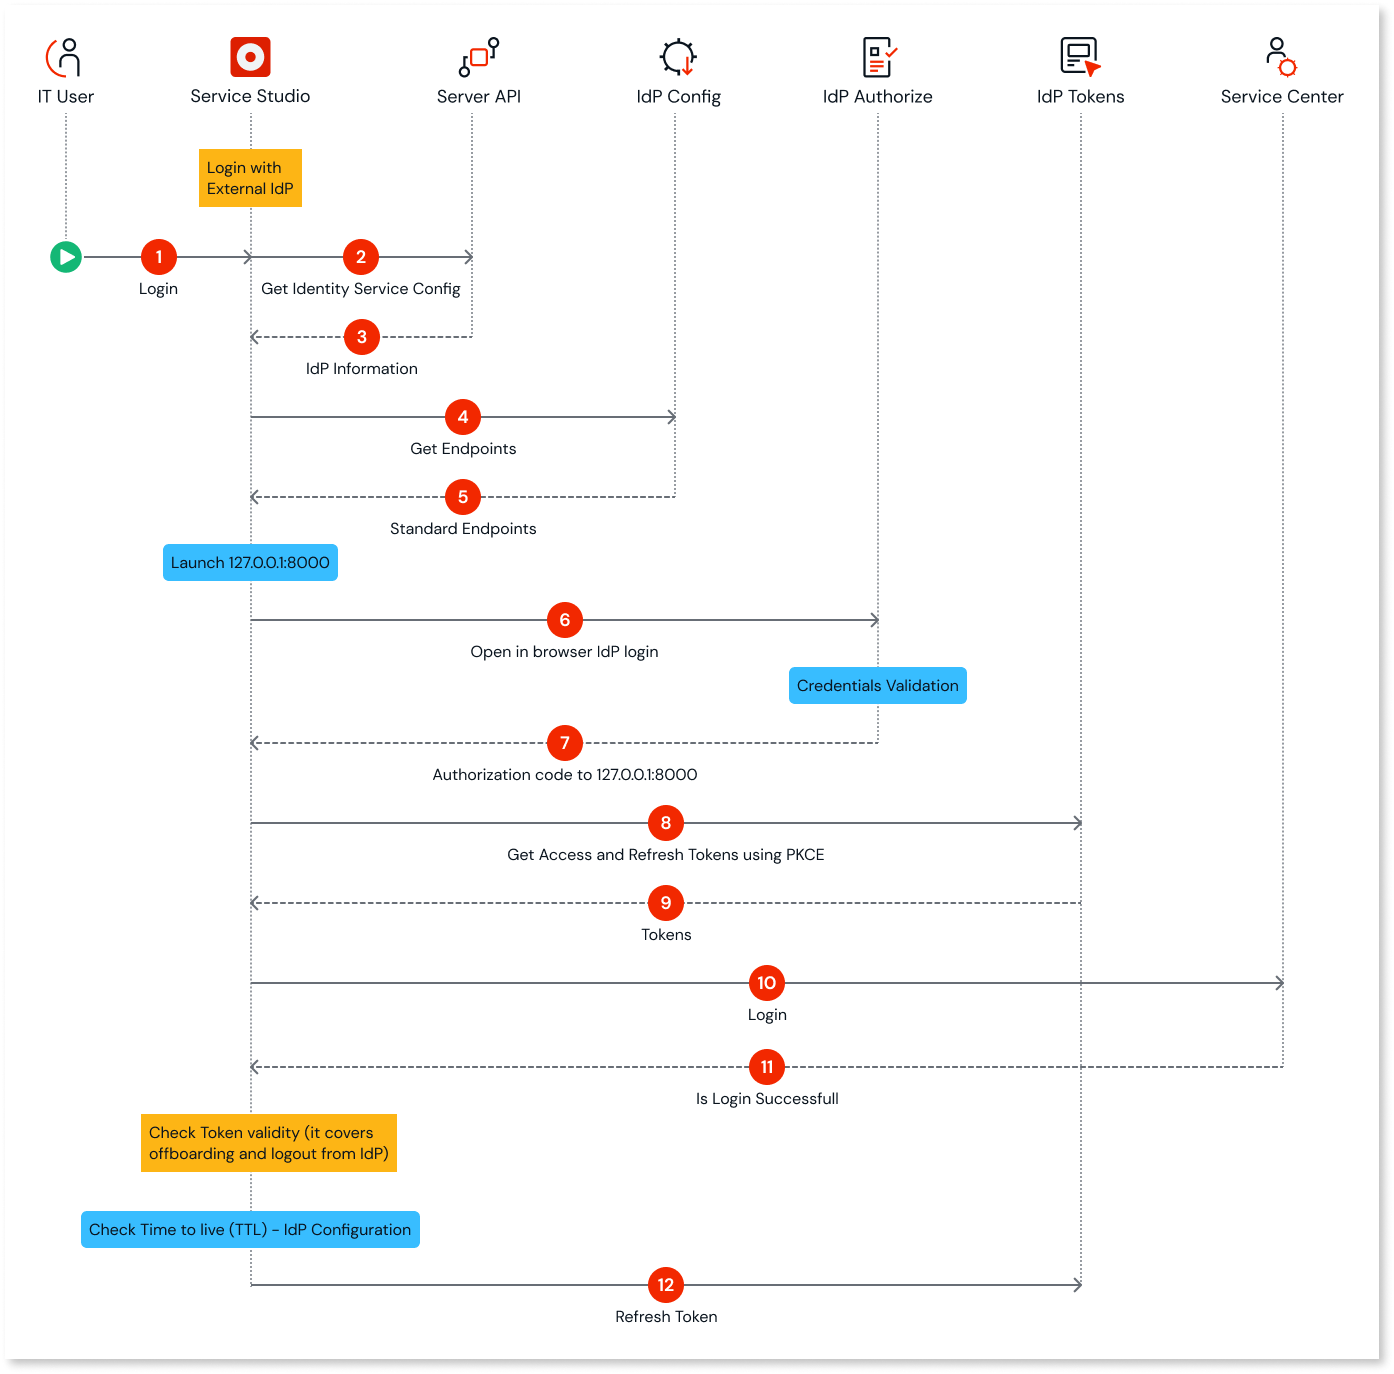 IT User
Service Studio
Server API
IdP Config
IdP Authorize
IdP Tokens
Service Center
Login with
External IdP
1
2
Login
Get Identity Service Config
3
IdP Information
4
Get Endpoints
5
Standard Endpoints
Launch 127.0.0.1:8000
6
Open in browser IdP login
Credentials Validation
7
Authorization code to 127.0.0.1:8000
8
Get Access and Refresh Tokens using PKCE
9
Tokens
10
Login
11
Is Login Successfull
Check Token validity (it covers
offboarding and logout from IdP)
Check Time to live (TTL) - IdP Configuration
12
Refresh Token